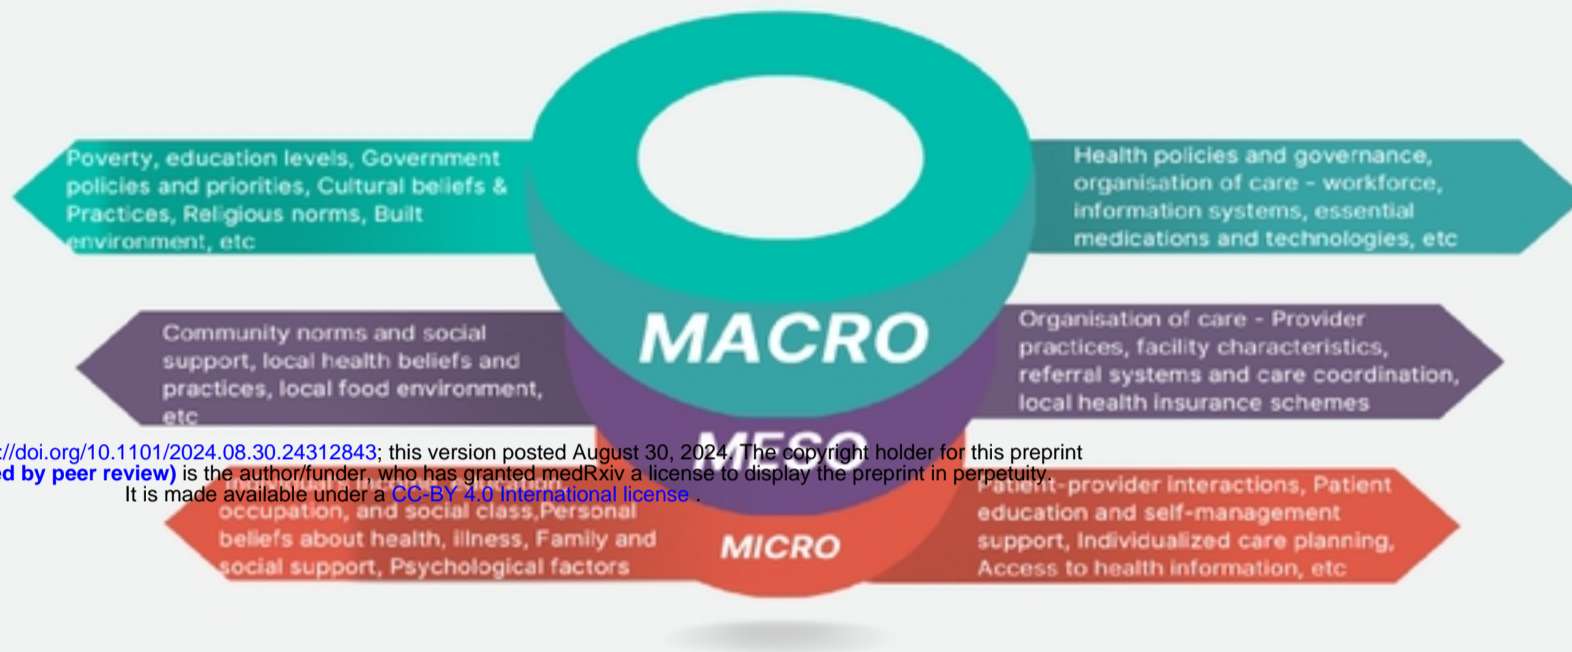 Poverty, education levels, Government
policies and priorities, Cultural beliefs &
Practices, Religious norms, Built
environment, etc
Health policies and governance,
organisation of care - workforce,
information systems, essential
medications and technologies, etc
MACRO
Community norms and social
support, local health beliefs and
practices, local food environment,
etc
Organisation of care - Provider
practices, facility characteristics,
referral systems and care coordination,
local health insurance schemes
MESO
://doi.org/10.1101/2024.08.30.24312843; this version posted August 30, 2024. The copyright holder for this preprint
ed by peer review) is the author/funder, who has granted medRxiv a license to display the preprint in perpetuity.
It is made available under a CC-BY 4.0 International license .
occupation, and social class,Personal
beliefs about health, illness, Family and
social support, Psychological factors
MICRO
Patient-provider interactions, Patient
education and self-management
support, Individualized care planning,
Access to health information, etc